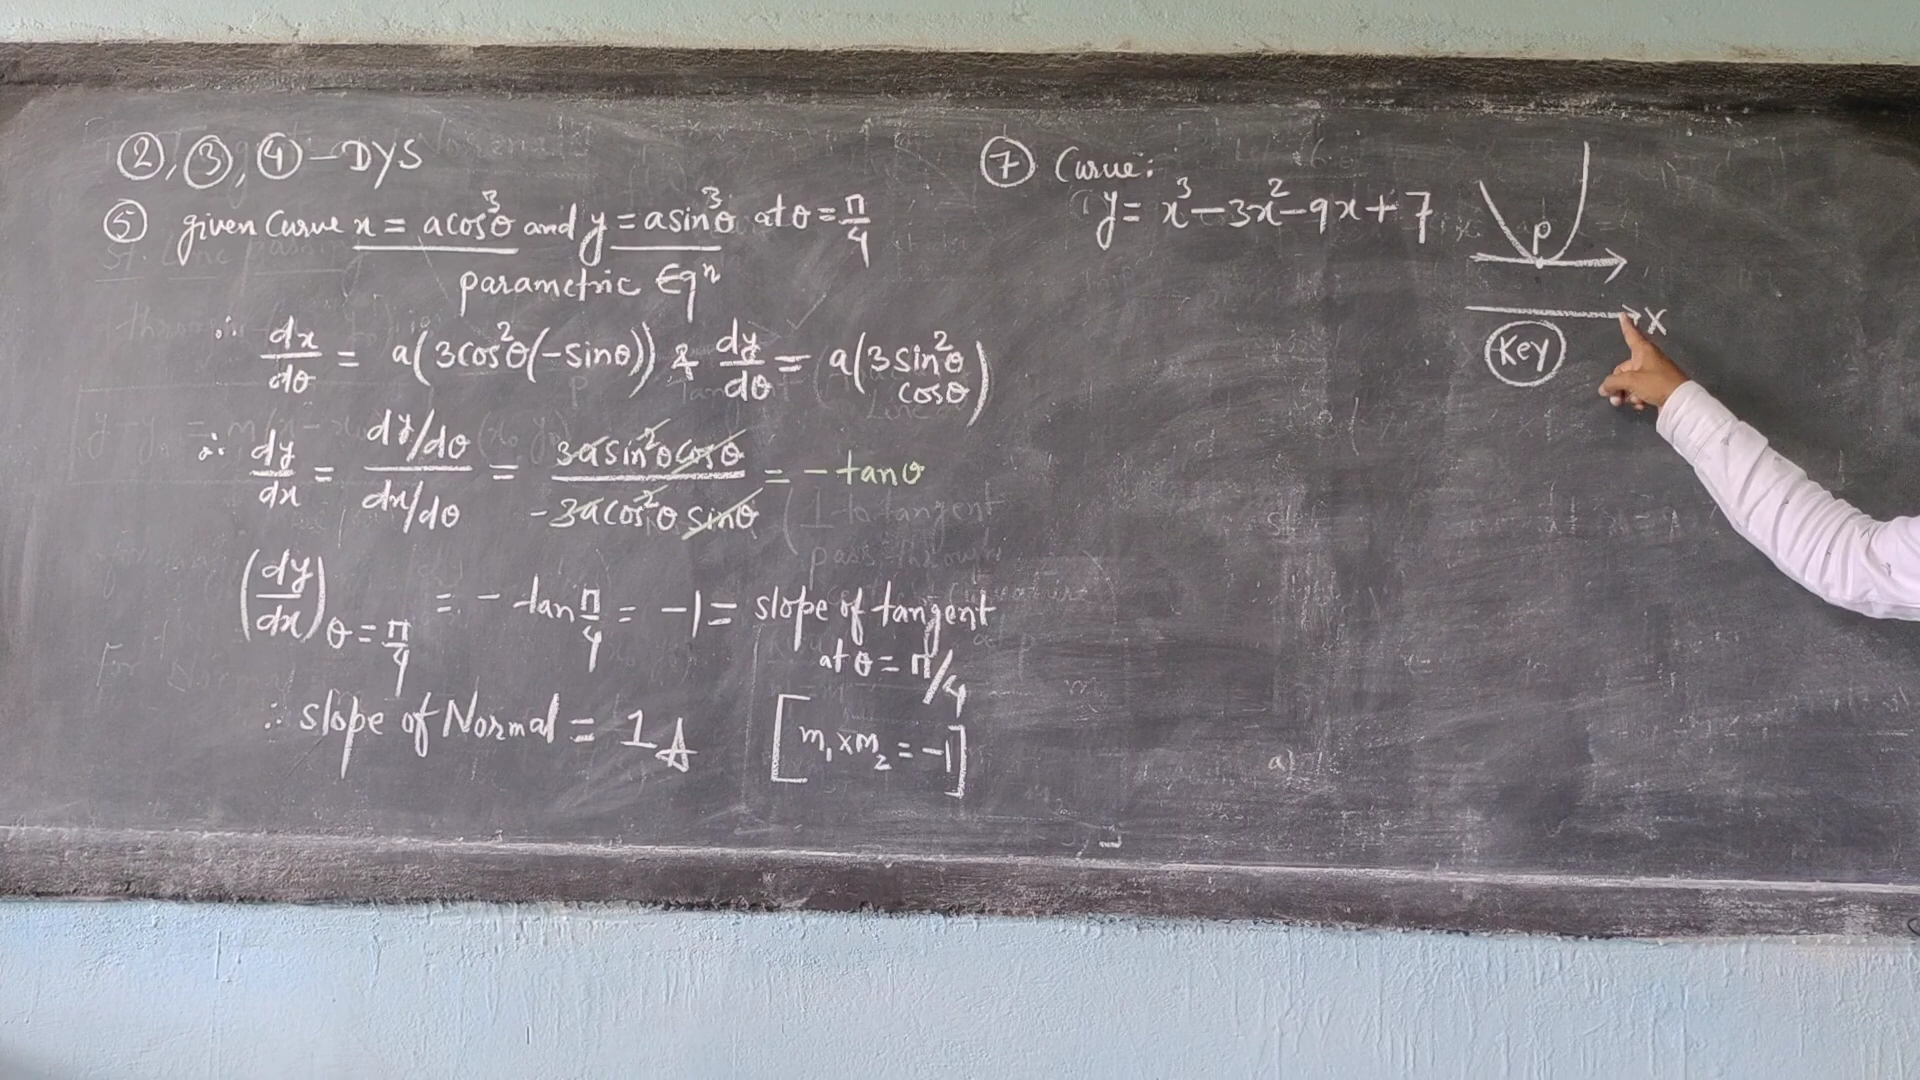 ②, ③, ④ - DYS
⑤ given Curve x = acos³θ and y = asin³θ at θ = π/4
parametric Eqⁿ
∴ dx/dθ = a(3cos²θ(-sinθ)) & dy/dθ = a(3sin²θ cosθ)
∴ dy/dx = (dy/dθ)/(dx/dθ) = (3asin²θcosθ)/(-3acos²θ sinθ) = -tanθ
(dy/dx)θ=π/4 = -tan π/4 = -1 = slope of tangent
at θ = π/4
∴ slope of Normal = 1 A [m₁×m₂ = -1]
⑦ Curve:
y = x³-3x²-9x+7
P
X
Key